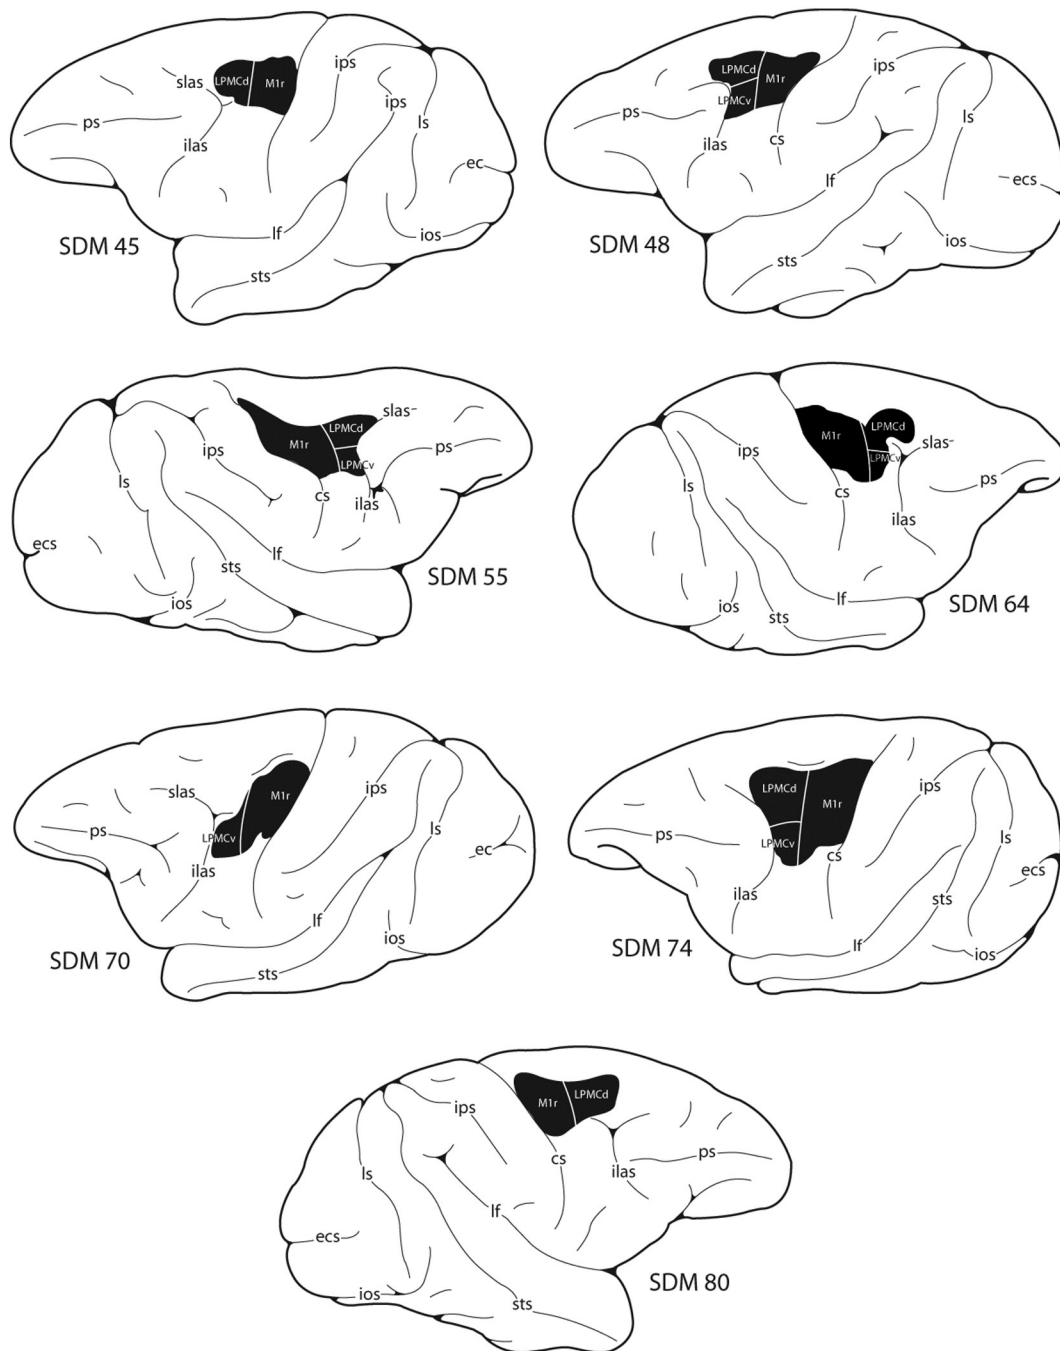 slas
LPMCd
M1r
ips
ips
ps
ilas
ls
ec
lf
ios
sts
SDM 45
LPMCd
M1r
LPMCv
ips
ps
ilas
cs
ls
lf
ecs
ios
sts
SDM 48
slas
LPMCd
M1r
LPMCv
ips
ps
ls
cs
ilas
ecs
lf
sts
ios
SDM 55
LPMCd
M1r
LPMCv
slas
ips
ps
ls
cs
ilas
lf
ios
sts
SDM 64
slas
M1r
LPMCv
ips
ps
ls
ilas
ec
lf
ios
sts
SDM 70
LPMCd
M1r
LPMCv
ips
ps
ls
cs
ecs
ilas
sts
lf
ios
SDM 74
M1r
LPMCd
ips
cs
ps
ls
ilas
lf
ecs
ios
sts
SDM 80